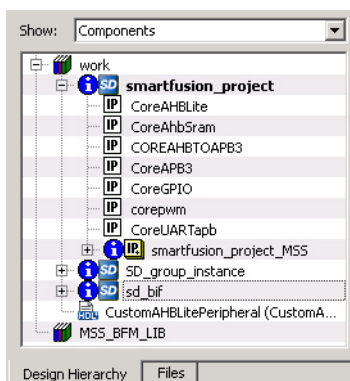 Show: Components
work
SD smartfusion_project
IP CoreAHBLite
IP CoreAhbSram
IP COREAHBTOAPB3
IP CoreAPB3
IP CoreGPIO
IP corepwm
IP CoreUARTapb
IP smartfusion_project_MSS
SD SD_group_instance
SD sd_bif
HDL CustomAHBLitePeripheral (CustomA...
MSS_BFM_LIB
Design Hierarchy Files